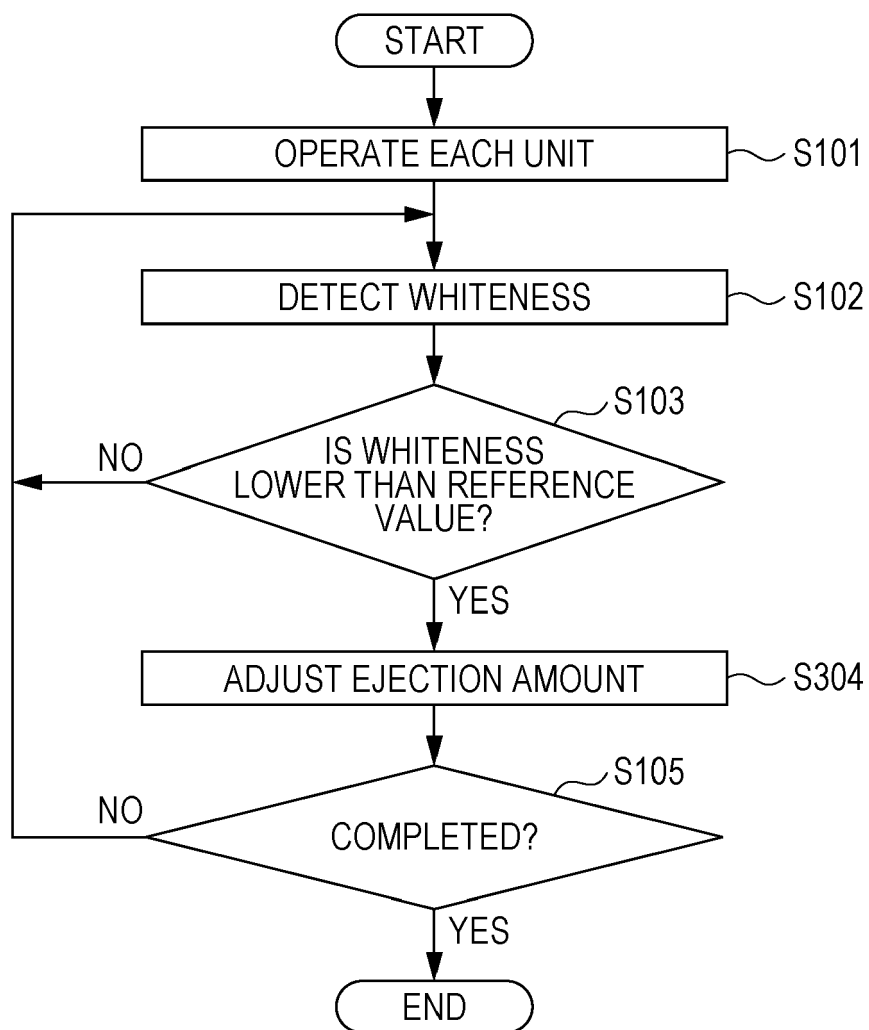 START
OPERATE EACH UNIT
S101
DETECT WHITENESS
S102
S103
IS WHITENESS
LOWER THAN REFERENCE
VALUE?
NO
YES
ADJUST EJECTION AMOUNT
S304
S105
NO
COMPLETED?
YES
END